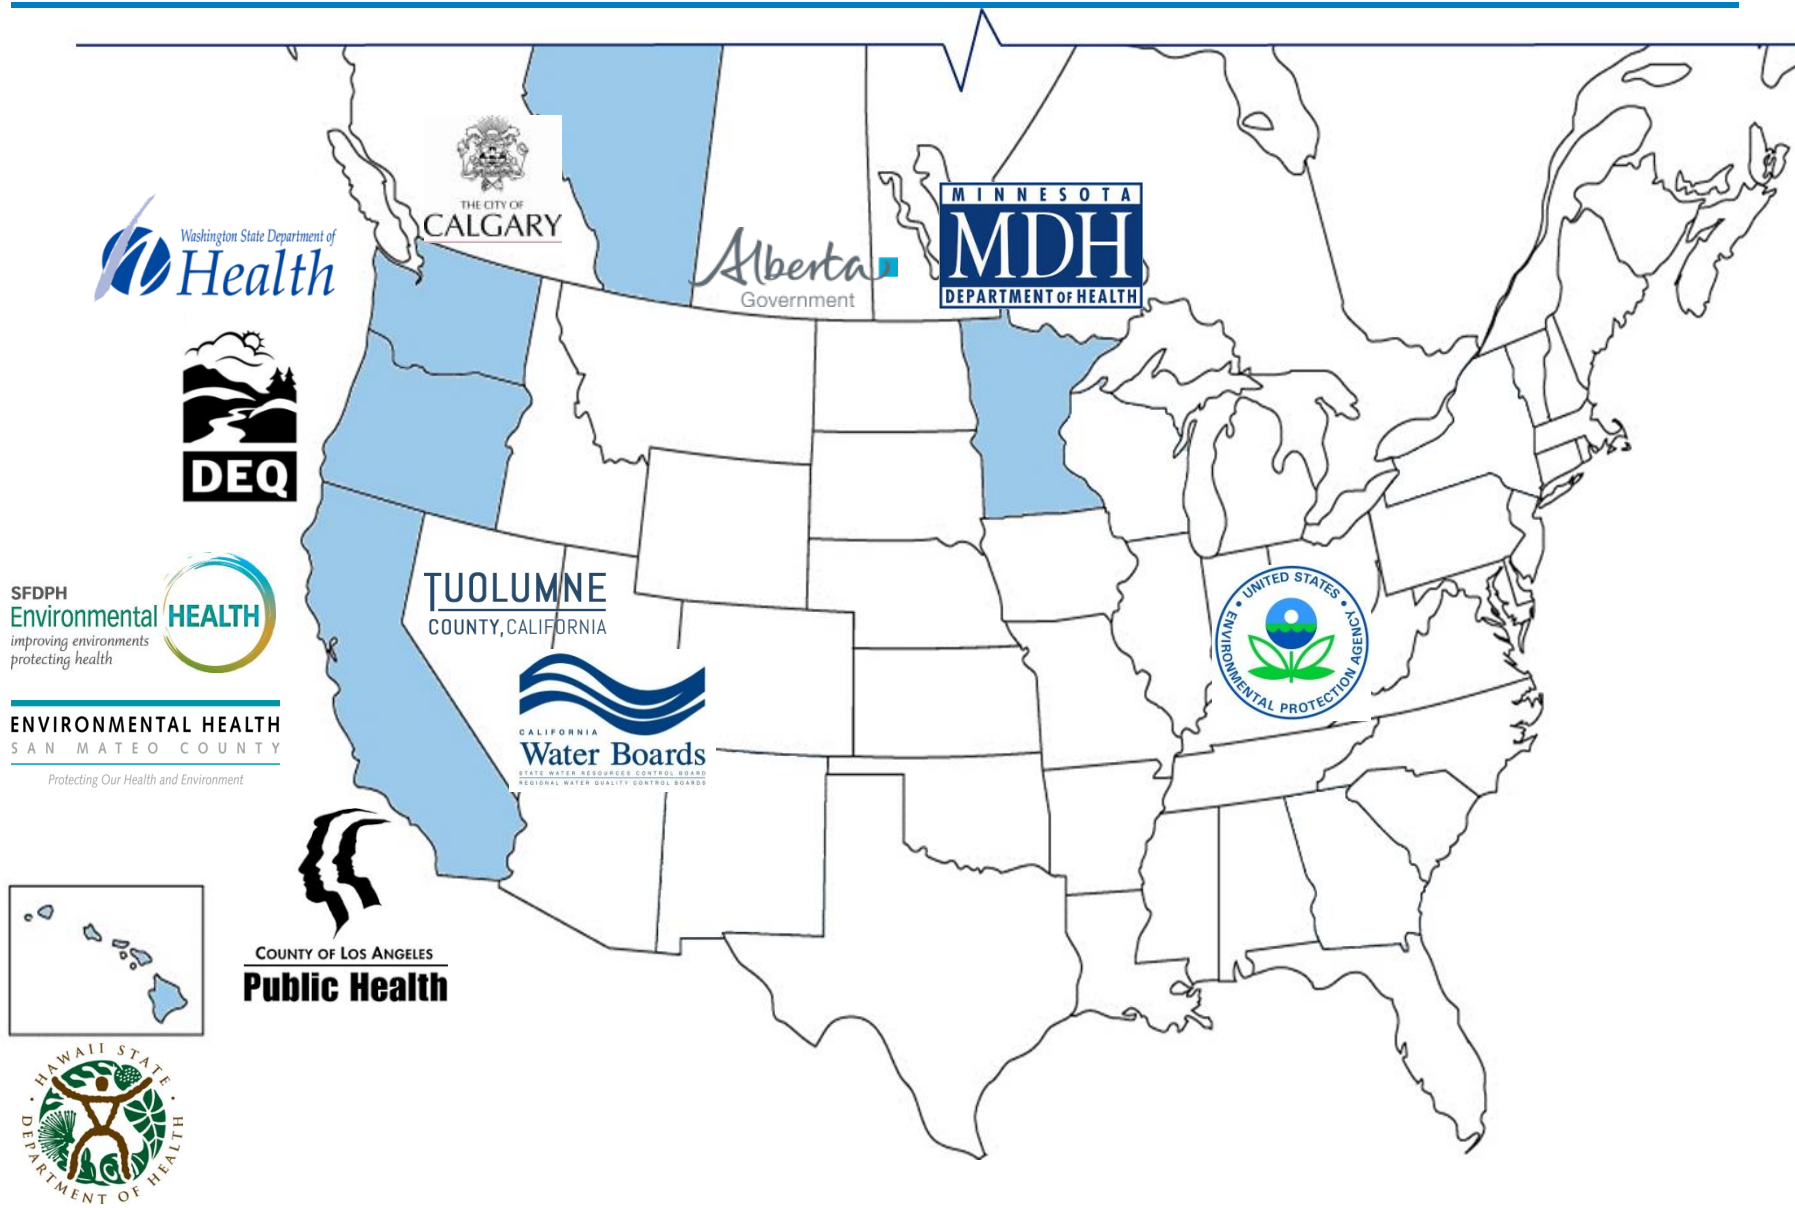 THE CITY OF
CALGARY
Washington State Department of
Health
Alberta
Government
MINNESOTA
MDH
DEPARTMENT OF HEALTH
DEQ
SFDPH
Environmental HEALTH
improving environments
protecting health
TUOLUMNE
COUNTY, CALIFORNIA
UNITED STATES
ENVIRONMENTAL PROTECTION AGENCY
CALIFORNIA
Water Boards
STATE WATER RESOURCES CONTROL BOARD
REGIONAL WATER QUALITY CONTROL BOARDS
ENVIRONMENTAL HEALTH
SAN MATEO COUNTY
Protecting Our Health and Environment
COUNTY OF LOS ANGELES
Public Health
HAWAII STATE
DEPARTMENT OF HEALTH